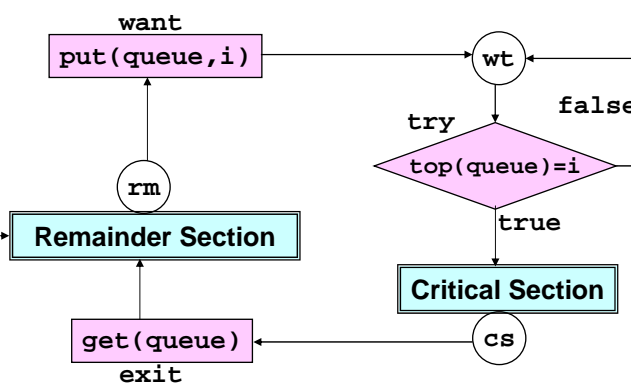 want
put(queue,i)
wt
false
try
top(queue)=i
rm
true
Remainder Section
Critical Section
get(queue)
cs
exit